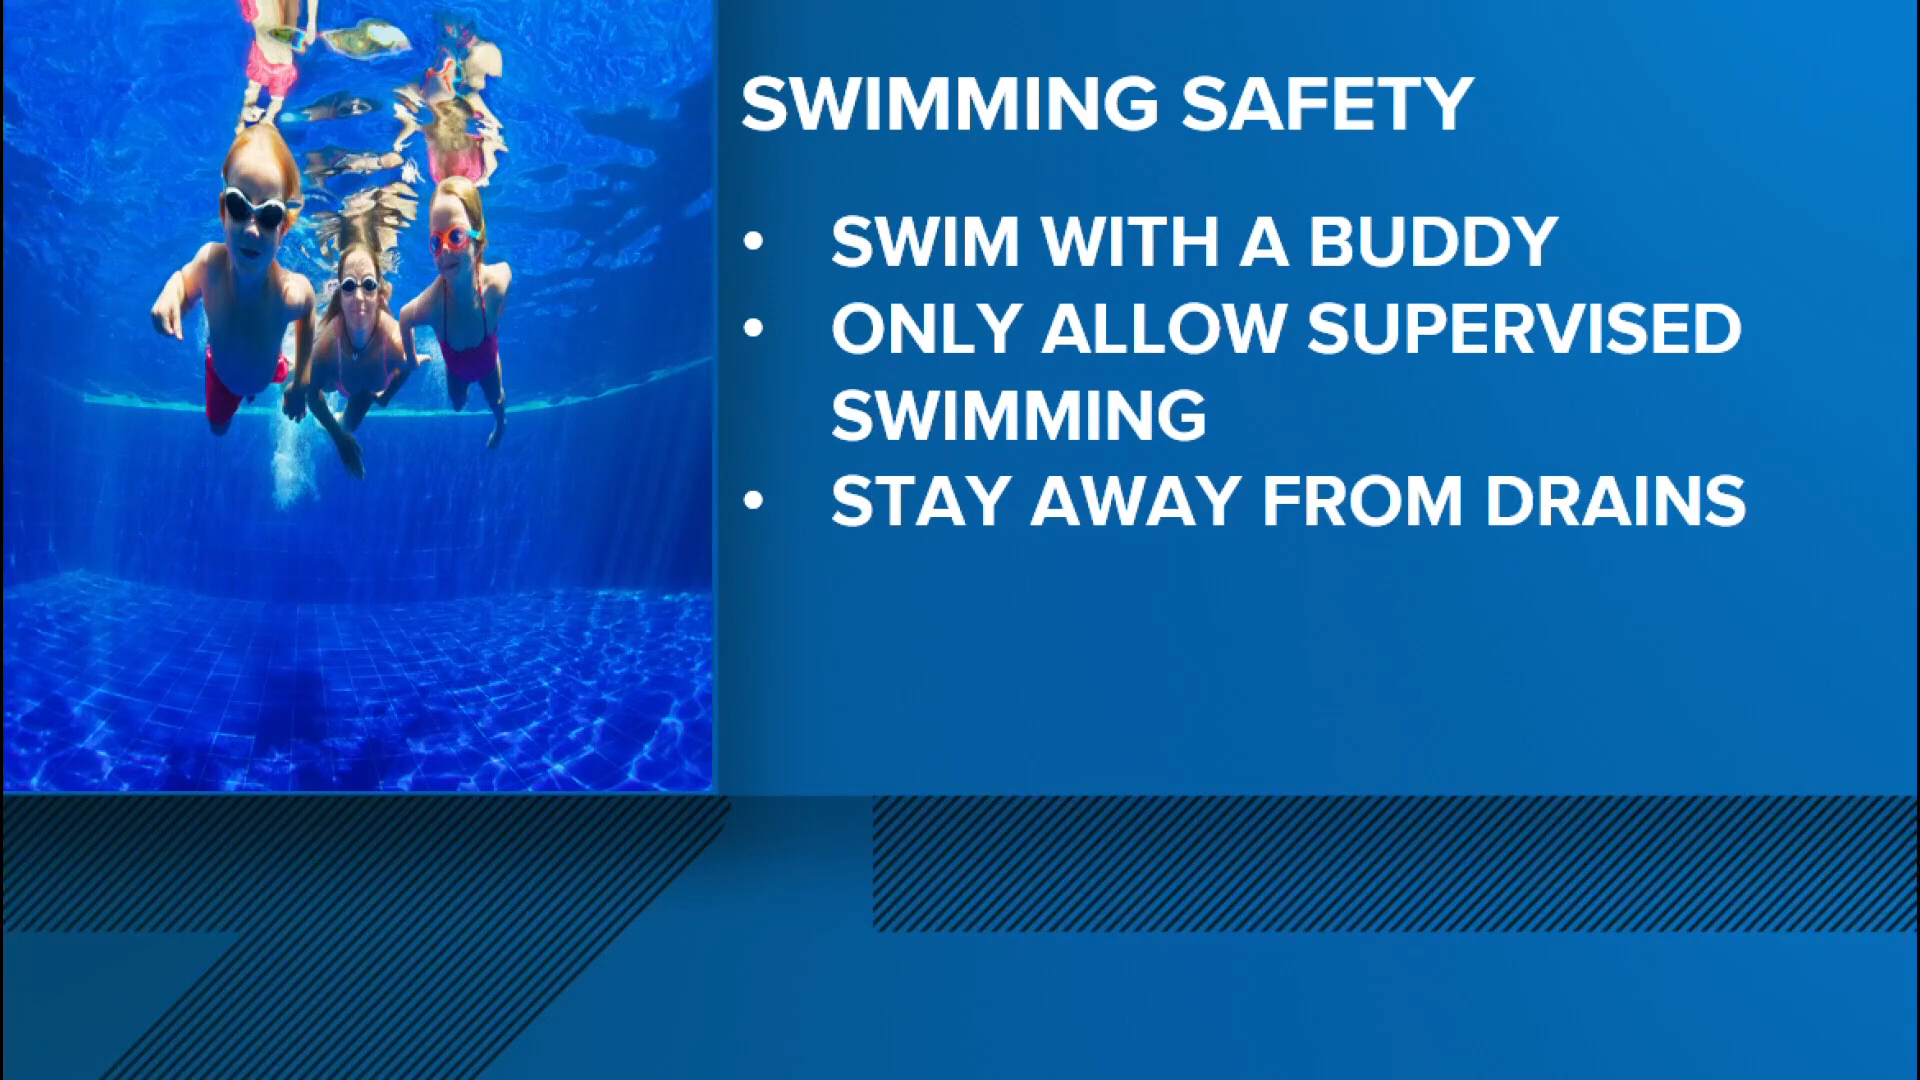 SWIMMING SAFETY
• SWIM WITH A BUDDY
• ONLY ALLOW SUPERVISED
SWIMMING
• STAY AWAY FROM DRAINS